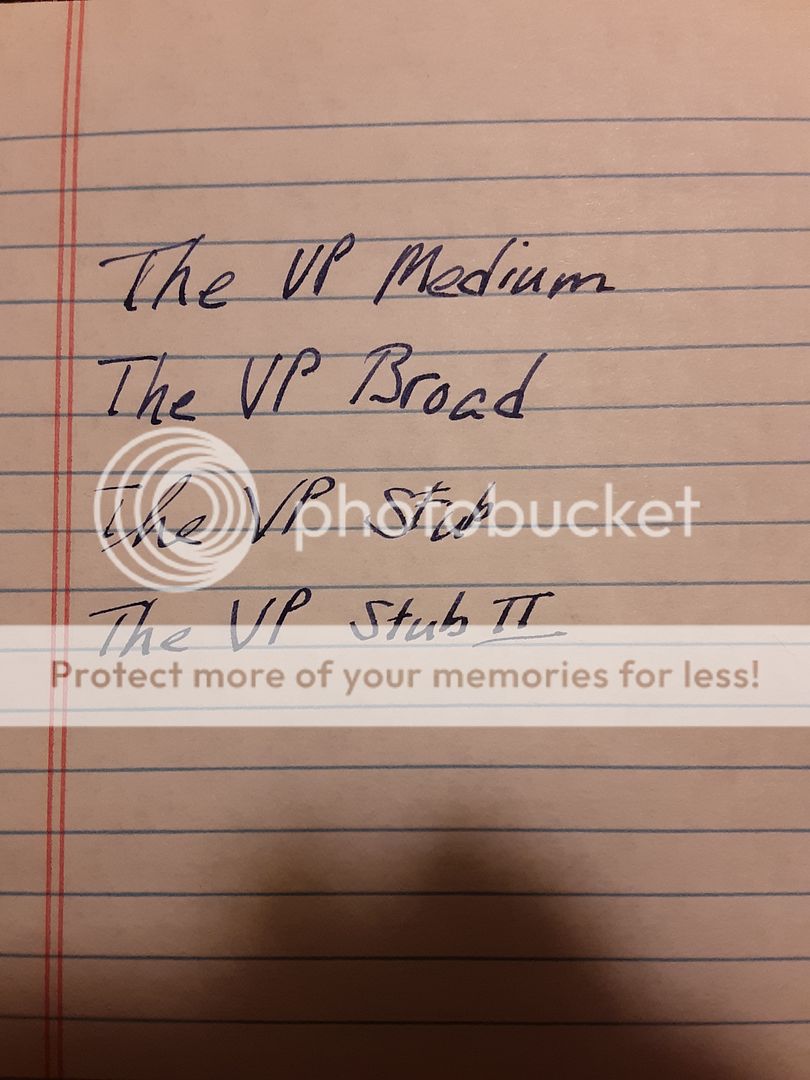 The VP Medium
The VP Broad
The VP Stub
photobucket
The VP Stub II
Protect more of your memories for less!